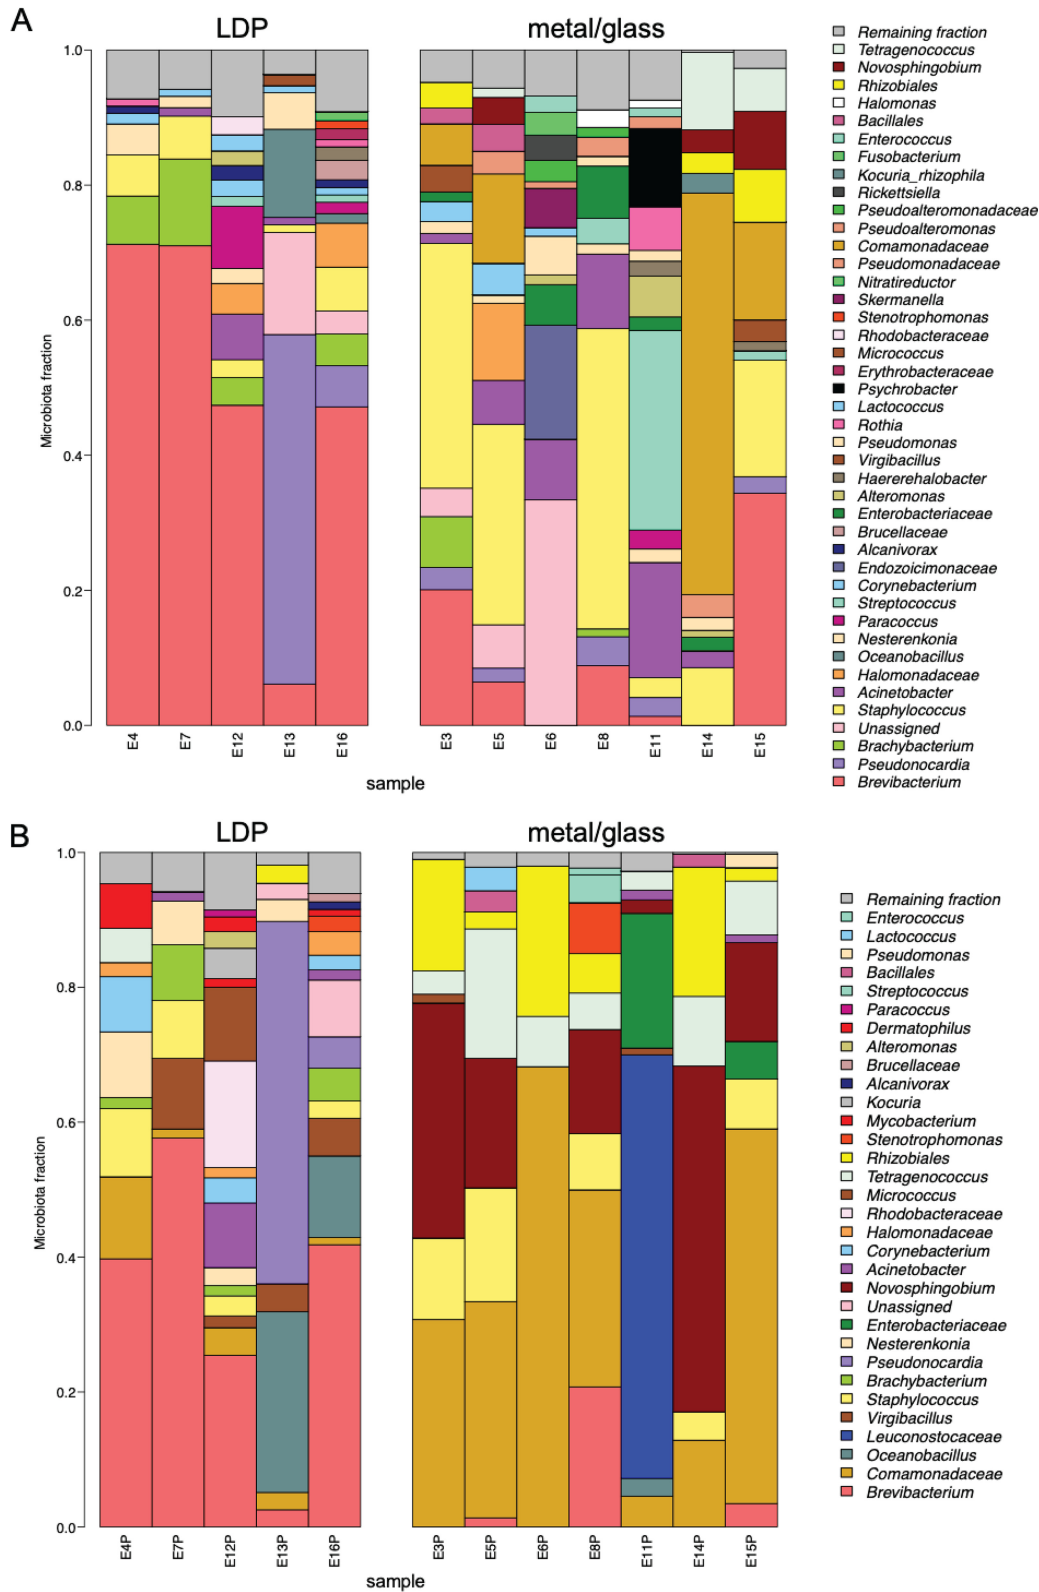 A
LDP
metal/glass
Microbiota fraction
1.0
0.8
0.6
0.4
0.2
0.0
E4
E7
E12
E13
E16
E3
E5
E6
E8
E11
E14
E15
sample
Remaining fraction
Tetragenococcus
Novosphingobium
Rhizobiales
Halomonas
Bacillales
Enterococcus
Fusobacterium
Kocuria_rhizophila
Rickettsiella
Pseudoalteromonadaceae
Pseudoalteromonas
Comamonadaceae
Pseudomonadaceae
Nitratireductor
Skermanella
Stenotrophomonas
Rhodobacteraceae
Micrococcus
Erythrobacteraceae
Psychrobacter
Lactococcus
Rothia
Pseudomonas
Virgibacillus
Haererehalobacter
Alteromonas
Enterobacteriaceae
Brucellaceae
Alcanivorax
Endozoicimonaceae
Corynebacterium
Streptococcus
Paracoccus
Nesterenkonia
Oceanobacillus
Halomonadaceae
Acinetobacter
Staphylococcus
Unassigned
Brachybacterium
Pseudonocardia
Brevibacterium
B
LDP
metal/glass
Microbiota fraction
1.0
0.8
0.6
0.4
0.2
0.0
E4P
E7P
E12P
E13P
E16P
E3P
E5P
E6P
E8P
E11P
E14P
E15P
sample
Remaining fraction
Enterococcus
Lactococcus
Pseudomonas
Bacillales
Streptococcus
Paracoccus
Dermatophilus
Alteromonas
Brucellaceae
Alcanivorax
Kocuria
Mycobacterium
Stenotrophomonas
Rhizobiales
Tetragenococcus
Micrococcus
Rhodobacteraceae
Halomonadaceae
Corynebacterium
Acinetobacter
Novosphingobium
Unassigned
Enterobacteriaceae
Nesterenkonia
Pseudonocardia
Brachybacterium
Staphylococcus
Virgibacillus
Leuconostocaceae
Oceanobacillus
Comamonadaceae
Brevibacterium